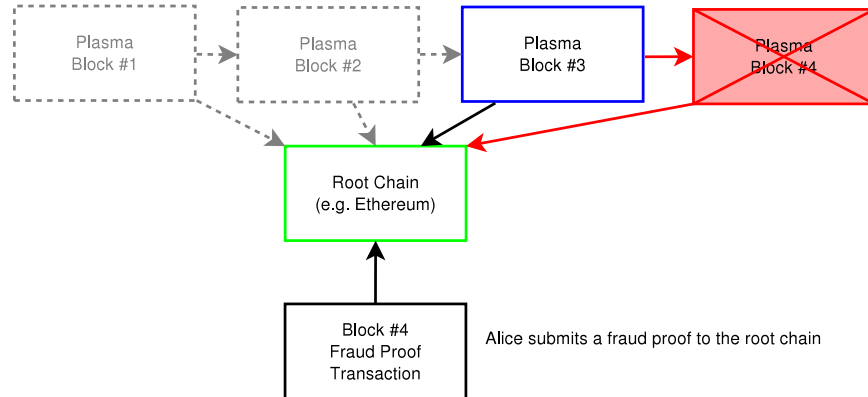 Plasma
Block #1
Plasma
Block #2
Plasma
Block #3
Plasma
Block #4
Root Chain
(e.g. Ethereum)
Block #4
Fraud Proof
Transaction
Alice submits a fraud proof to the root chain